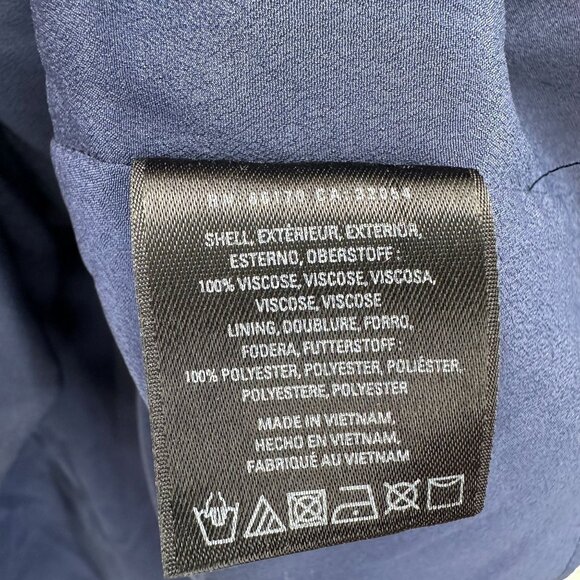 SHELL, EXTÉRIEUR, EXTERIOR,
ESTERNO, OBERSTOFF :
100% VISCOSE, VISCOSE, VISCOSA,
VISCOSE, VISCOSE
LINING, DOUBLURE, FORRO,
FODERA, FUTTERSTOFF :
100% POLYESTER, POLYESTER, POLIÉSTER,
POLYESTERE, POLYESTER
MADE IN VIETNAM,
HECHO EN VIETNAM,
FABRIQUÉ AU VIETNAM